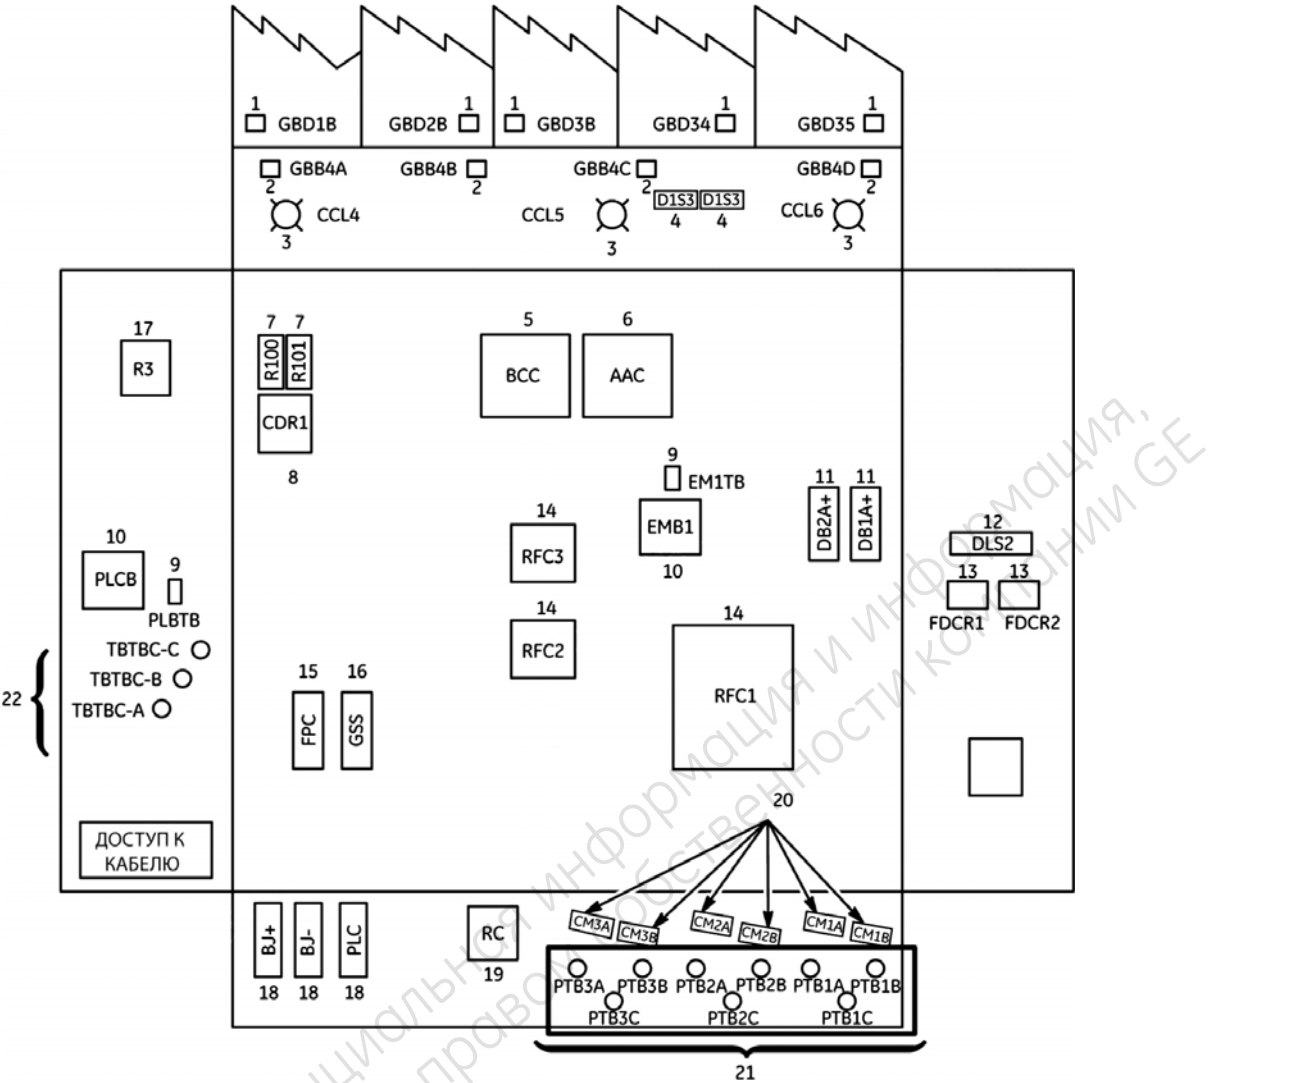 1 1 1 1 1
GBD1B GBD2B GBD3B GBD34 GBD35
GBB4A GBB4B GBB4C GBB4D
2 2 2 2
D1S3 D1S3
CCL4 CCL5 4 4 CCL6
3 3 3
17 7 7 5 6
R3 R100 R101 BCC AAC
CDR1
8
9
EM1TB
11 11
DB2A+ DB1A+
14
EMB1
RFC3
10
12
DLS2
13 13
FDCR1 FDCR2
10
PLCB
9
PLBTB
14 14
RFC2
RFC1
TBTBC-C
TBTBC-B
TBTBC-A
22
15 16
FPC GSS
20
ДОСТУП К
КАБЕЛЮ
CM3A CM3B CM2A CM2B CM1A CM1B
BJ+ BJ- PLC RC
18 18 18 19
PTB3A PTB3B PTB2A PTB2B PTB1A PTB1B
PTB3C PTB2C PTB1C
21
информация и информация,
собственности компании GE